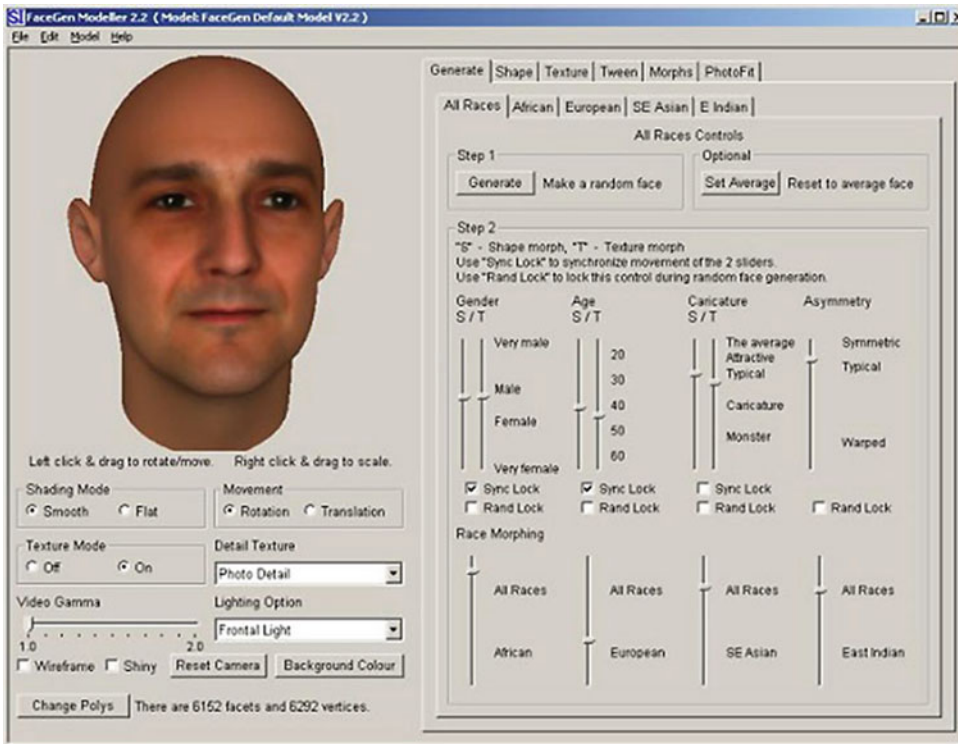 FaceGen Modeller 2.2 ( Model: FaceGen Default Model V2.2 )
File Edit Model Help
Left click & drag to rotate/move. Right click & drag to scale.
Shading Mode
Smooth Flat
Movement
Rotation Translation
Texture Mode
Off On
Detail Texture
Photo Detail
Video Gamma
1.0 2.0
Lighting Option
Frontal Light
Wireframe Shiny Reset Camera Background Colour
Change Polys There are 6152 facets and 6292 vertices.
Generate Shape Texture Tween Morphs PhotoFit
All Races African European SE Asian E Indian
All Races Controls
Step 1
Generate Make a random face
Optional
Set Average Reset to average face
Step 2
"S" - Shape morph, "T" - Texture morph
Use "Sync Lock" to synchronize movement of the 2 sliders.
Use "Rand Lock" to lock this control during random face generation.
Gender
S / T
Very male
Male
Female
Very female
Sync Lock
Rand Lock
Age
S / T
20
30
40
50
60
Sync Lock
Rand Lock
Caricature
S / T
The average
Attractive
Typical
Caricature
Monster
Sync Lock
Rand Lock
Asymmetry
Symmetric
Typical
Warped
Rand Lock
Race Morphing
All Races
African
All Races
European
All Races
SE Asian
All Races
East Indian